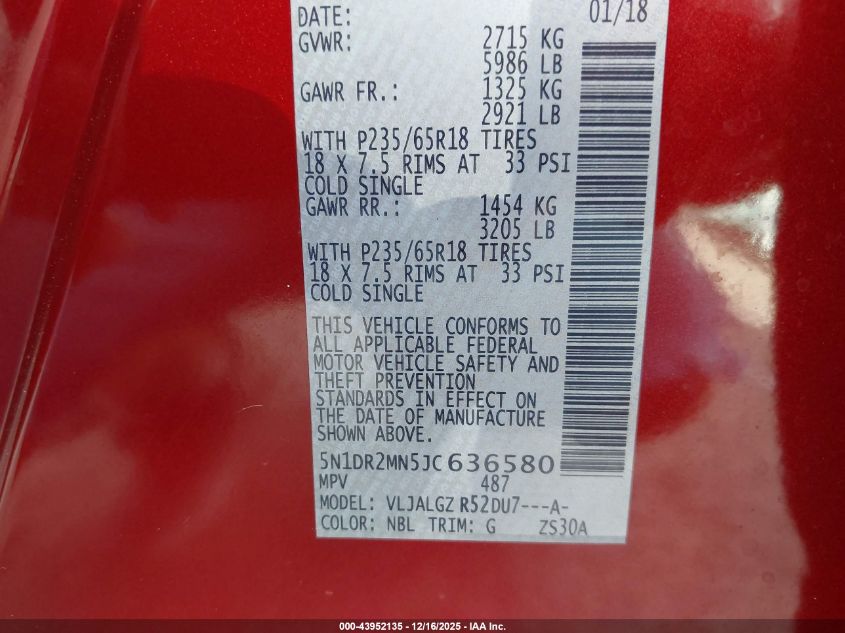 DATE: 01/18
GVWR: 2715 KG
5986 LB
GAWR FR.: 1325 KG
2921 LB
WITH P235/65R18 TIRES
18 X 7.5 RIMS AT 33 PSI
COLD SINGLE
GAWR RR.: 1454 KG
3205 LB
WITH P235/65R18 TIRES
18 X 7.5 RIMS AT 33 PSI
COLD SINGLE
THIS VEHICLE CONFORMS TO
ALL APPLICABLE FEDERAL
MOTOR VEHICLE SAFETY AND
THEFT PREVENTION
STANDARDS IN EFFECT ON
THE DATE OF MANUFACTURE
SHOWN ABOVE.
5N1DR2MN5JC636580
MPV 487
MODEL: VLJALGZ R52DU7---A-
COLOR: NBL TRIM: G ZS30A
000-43952135 - 12/16/2025 - IAA Inc.